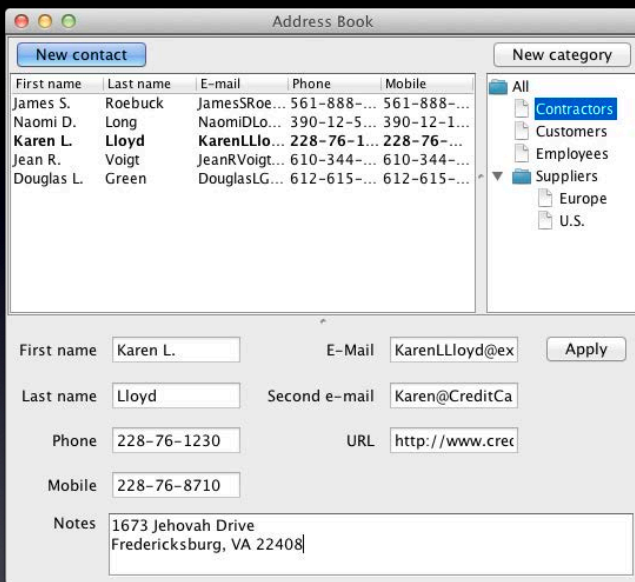 Address Book
New contact
New category
First name Last name E-mail Phone Mobile
James S. Roebuck JamesSRoe... 561-888-... 561-888-...
Naomi D. Long NaomiDLo... 390-12-5... 390-12-1...
Karen L. Lloyd KarenLLlo... 228-76-1... 228-76-...
Jean R. Voigt JeanRVoigt... 610-344-... 610-344-...
Douglas L. Green DouglasLG... 612-615-... 612-615-...
All
Contractors
Customers
Employees
Suppliers
Europe
U.S.
First name Karen L. E-Mail KarenLLloyd@ex Apply
Last name Lloyd Second e-mail Karen@CreditCa
Phone 228-76-1230 URL http://www.cred
Mobile 228-76-8710
Notes 1673 Jehovah Drive
Fredericksburg, VA 22408